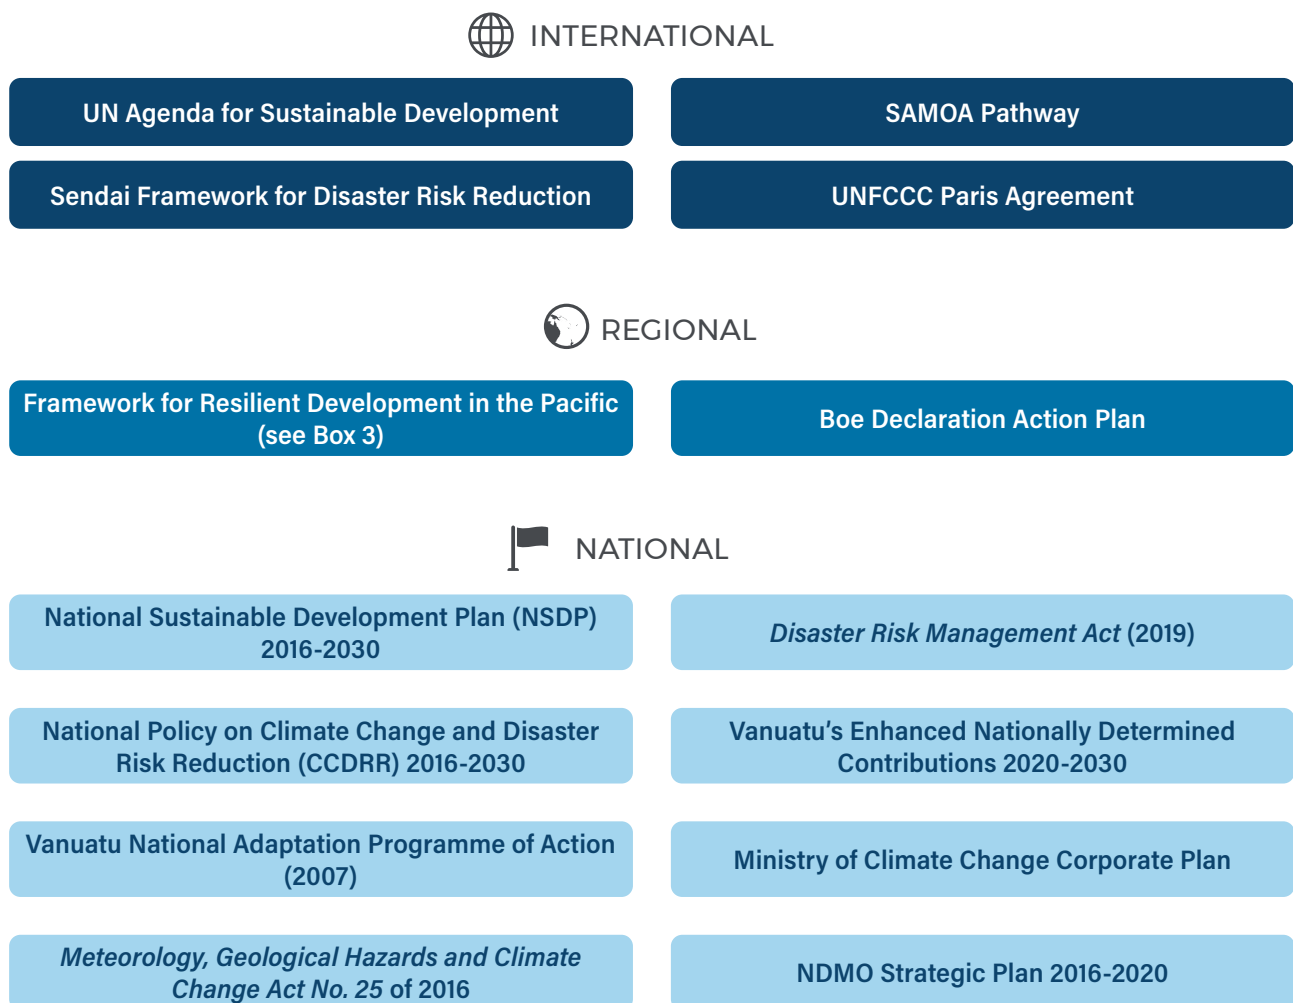 INTERNATIONAL
UN Agenda for Sustainable Development
SAMOA Pathway
Sendai Framework for Disaster Risk Reduction
UNFCCC Paris Agreement
REGIONAL
Framework for Resilient Development in the Pacific
(see Box 3)
Boe Declaration Action Plan
NATIONAL
National Sustainable Development Plan (NSDP)
2016-2030
Disaster Risk Management Act (2019)
National Policy on Climate Change and Disaster
Risk Reduction (CCDRR) 2016-2030
Vanuatu’s Enhanced Nationally Determined
Contributions 2020-2030
Vanuatu National Adaptation Programme of Action
(2007)
Ministry of Climate Change Corporate Plan
Meteorology, Geological Hazards and Climate
Change Act No. 25 of 2016
NDMO Strategic Plan 2016-2020